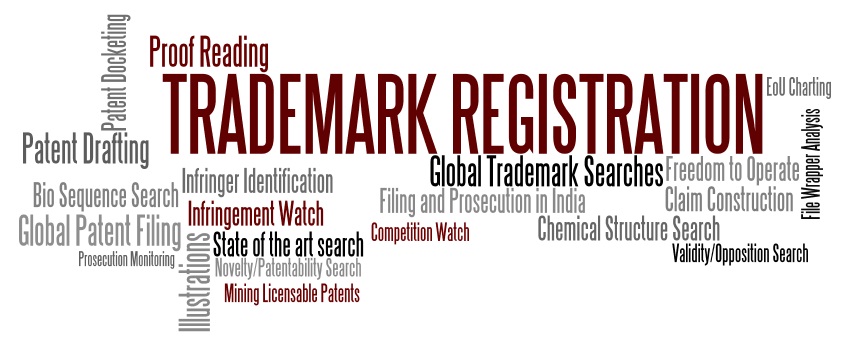 Patent Docketing
Proof Reading
TRADEMARK REGISTRATION
EoU Charting
File Wrapper Analysis
Patent Drafting
Global Trademark Searches
Freedom to Operate
Infringer Identification
Bio Sequence Search
Filing and Prosecution in India
Claim Construction
Infringement Watch
Global Patent Filing
Competition Watch
Chemical Structure Search
State of the art search
Validity/Opposition Search
Prosecution Monitoring
Illustrations
Novelly/Patentability Search
Mining Licensable Patents